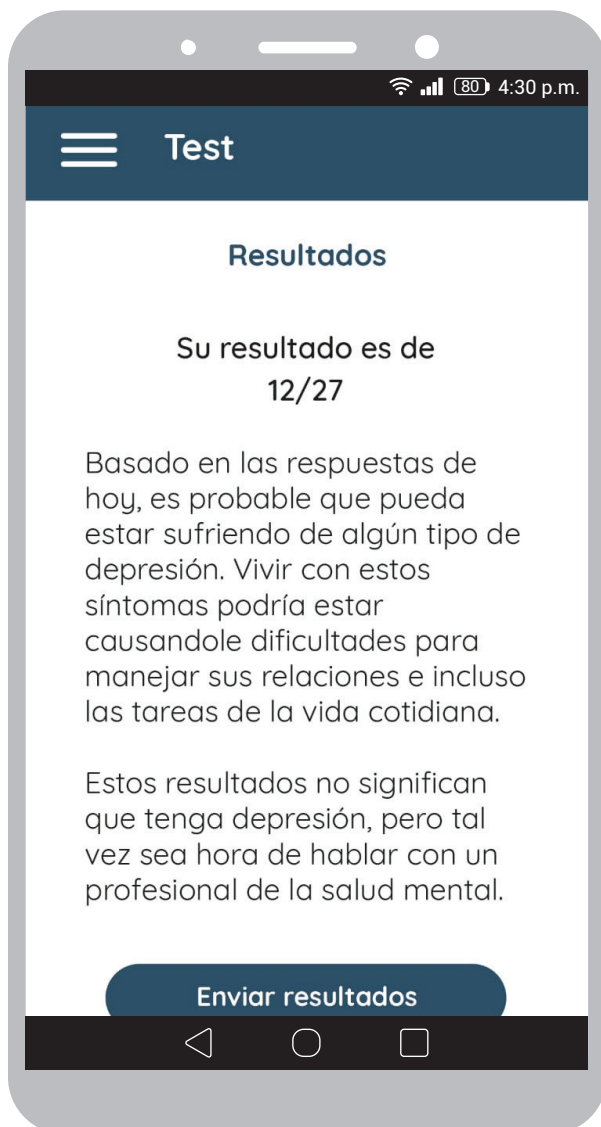 80 4:30 p.m.
Test
Resultados
Su resultado es de
12/27
Basado en las respuestas de
hoy, es probable que pueda
estar sufriendo de algún tipo de
depresión. Vivir con estos
síntomas podría estar
causandole dificultades para
manejar sus relaciones e incluso
las tareas de la vida cotidiana.
Estos resultados no significan
que tenga depresión, pero tal
vez sea hora de hablar con un
profesional de la salud mental.
Enviar resultados